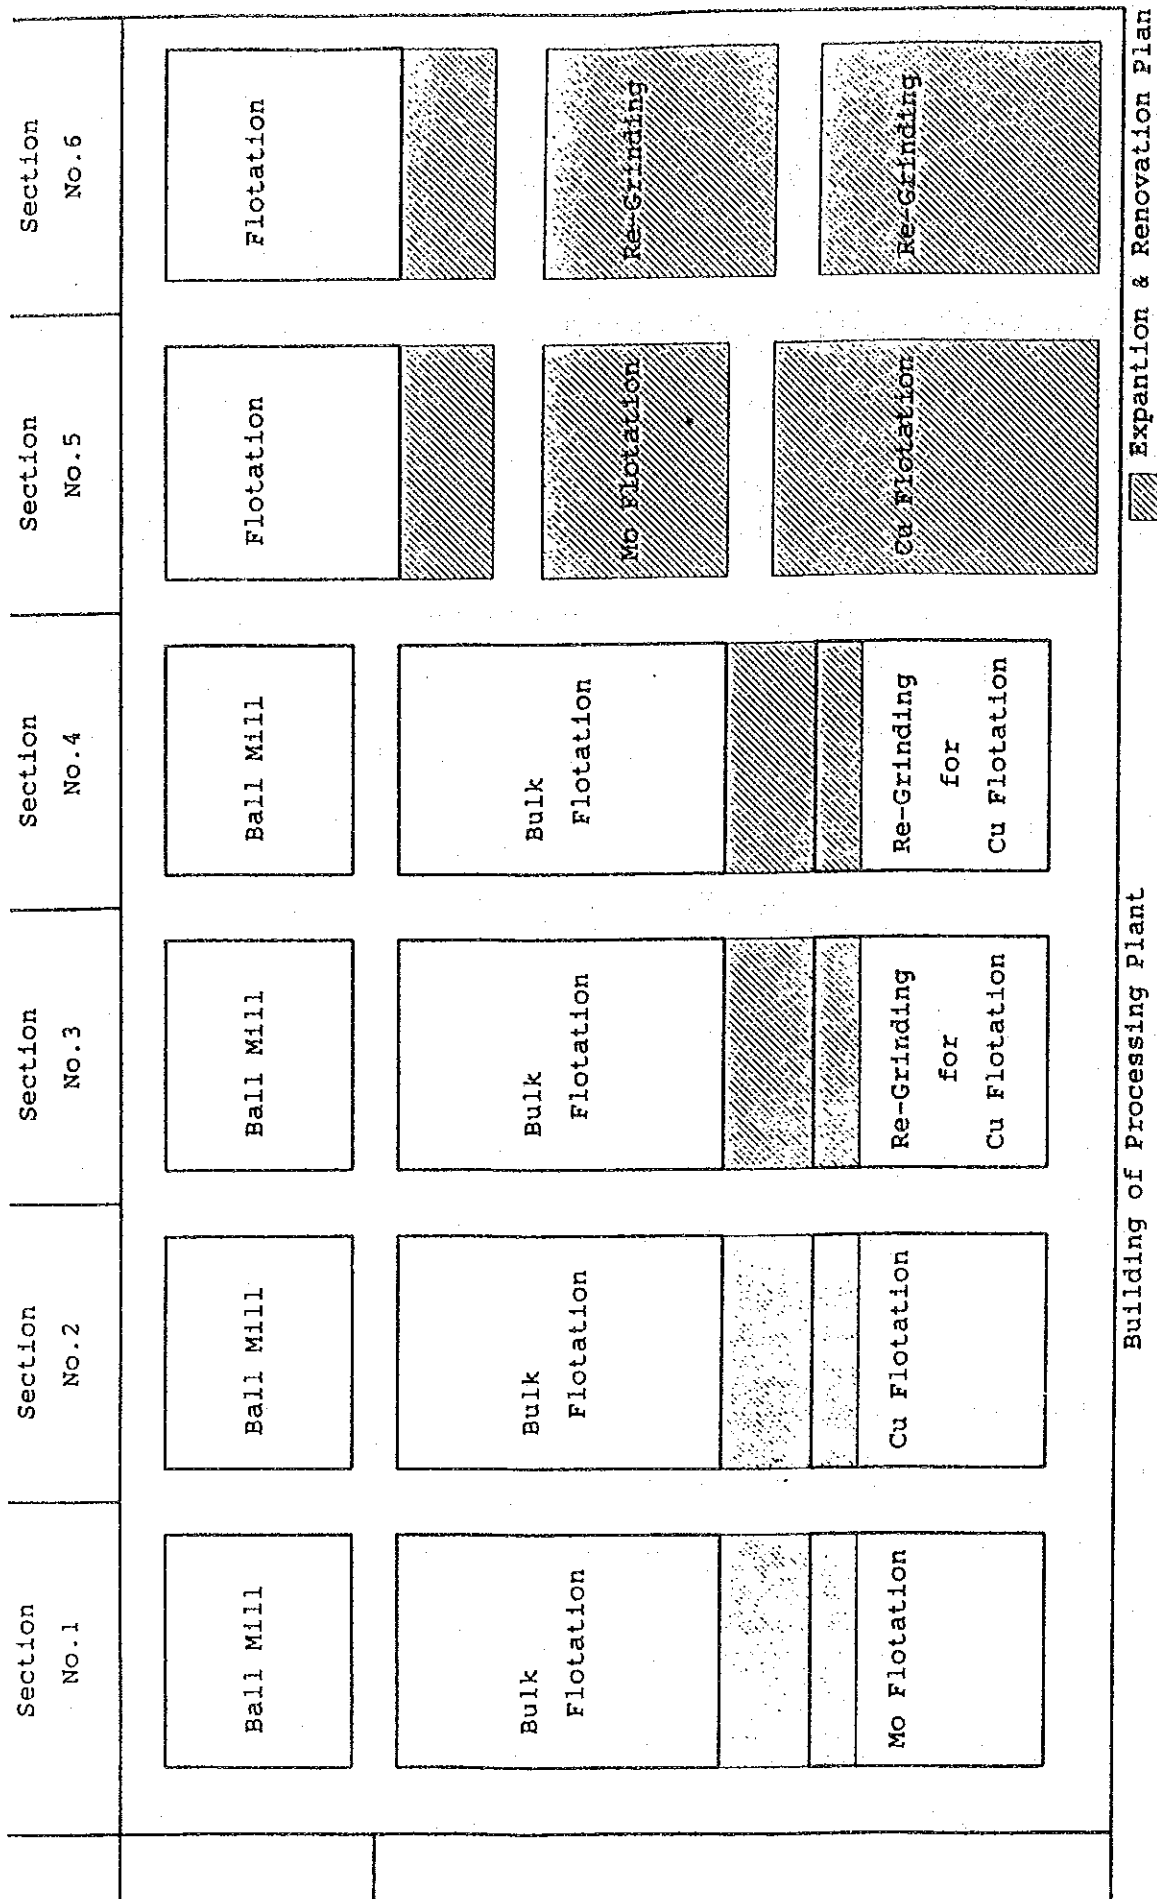 Section
No.1
Section
No.2
Section
No.3
Section
No.4
Section
No.5
Section
No.6
Ball Mill
Ball Mill
Ball Mill
Ball Mill
Flotation
Flotation
Bulk
Flotation
Bulk
Flotation
Bulk
Flotation
Bulk
Flotation
Mo Flotation
Re-Grinding
Mo Flotation
Cu Flotation
Re-Grinding
for
Cu Flotation
Re-Grinding
for
Cu Flotation
Cu Flotation
Re-Grinding
Building of Processing Plant
Expantion & Renovation Plan